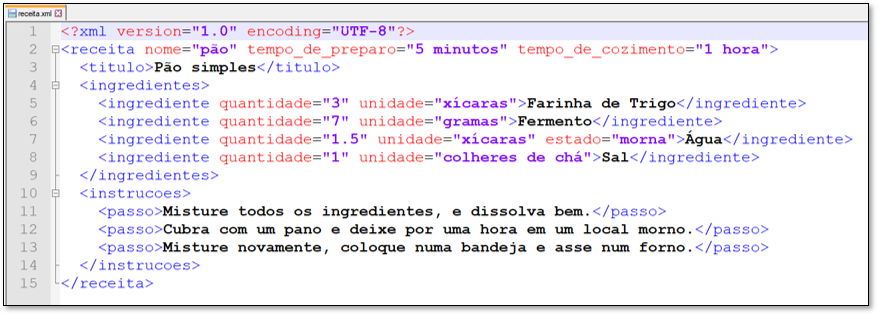 receita.xml
1 <?xml version="1.0" encoding="UTF-8"?>
2 <receita nome="pão" tempo_de_preparo="5 minutos" tempo_de_cozimento="1 hora">
3 <titulo>Pão simples</titulo>
4 <ingredientes>
5 <ingrediente quantidade="3" unidade="xícaras">Farinha de Trigo</ingrediente>
6 <ingrediente quantidade="7" unidade="gramas">Fermento</ingrediente>
7 <ingrediente quantidade="1.5" unidade="xícaras" estado="morna">Água</ingrediente>
8 <ingrediente quantidade="1" unidade="colheres de chá">Sal</ingrediente>
9 </ingredientes>
10 <instrucoes>
11 <passo>Misture todos os ingredientes, e dissolva bem.</passo>
12 <passo>Cubra com um pano e deixe por uma hora em um local morno.</passo>
13 <passo>Misture novamente, coloque numa bandeja e asse num forno.</passo>
14 </instrucoes>
15 </receita>